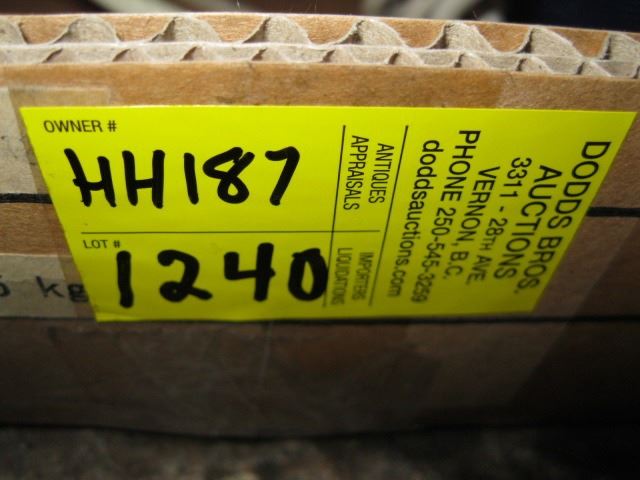 OWNER #
HH187
LOT #
1240
ANTIQUES
APPRAISALS
IMPORTERS
LIQUIDATIONS
DODDS BROS.
AUCTIONS
3311 - 28TH AVE
VERNON, B.C.
PHONE 250-545-3259
doddsauctions.com
kg